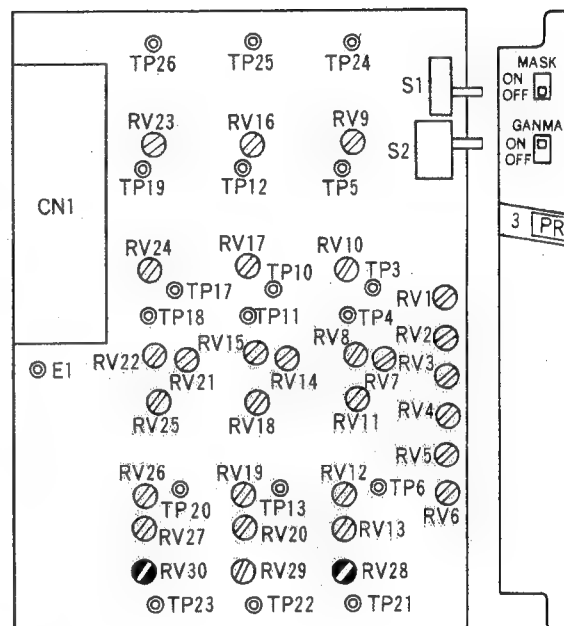 TP26 TP25 TP24
S1
MASK
ON
OFF
RV23 RV16 RV9
S2
GANMA
ON
OFF
TP19 TP12 TP5
CN1
3 PR
RV24 RV17 RV10
TP10 TP3
TP17
RV1
TP18 TP11 TP4
RV2
RV15 RV8
RV22
RV3
E1
RV21 RV14 RV7
RV25 RV18 RV11
RV4
RV5
RV26 RV19 RV12
TP6
TP20 TP13
RV6
RV27 RV20 RV13
RV30 RV29 RV28
TP23 TP22 TP21